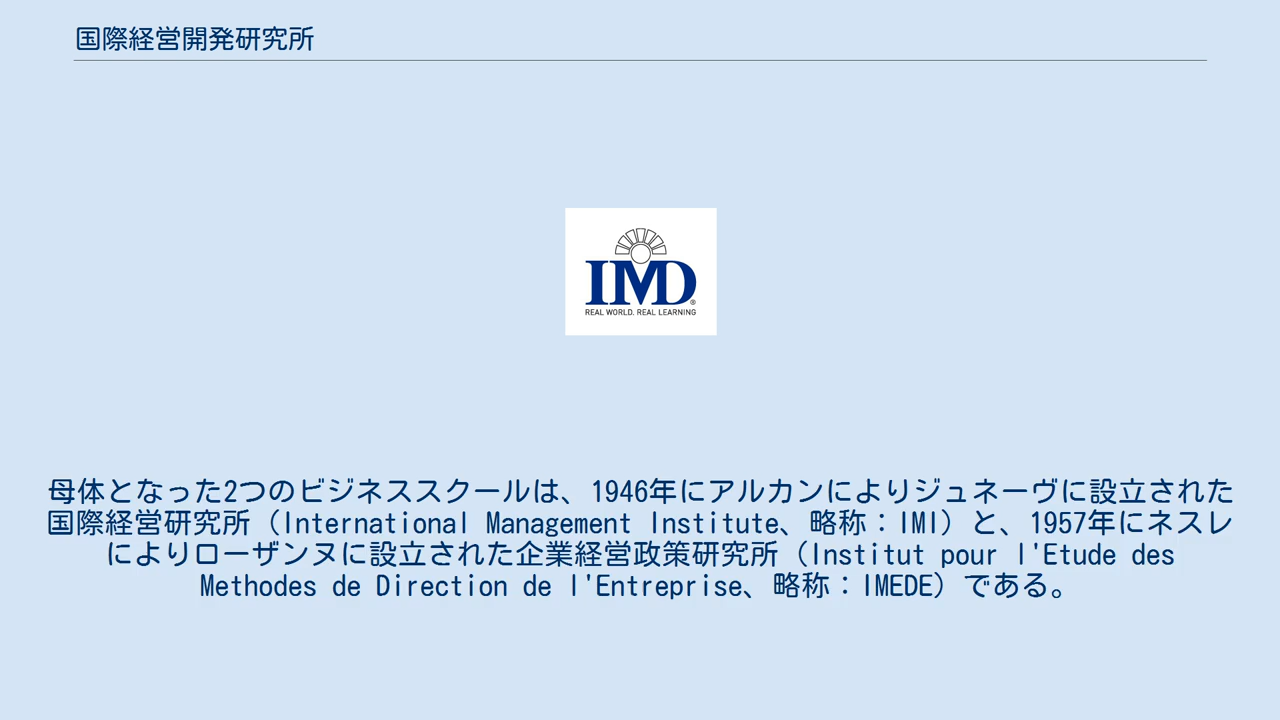 国際経営開発研究所
IMD®
REAL WORLD. REAL LEARNING
母体となった2つのビジネススクールは、1946年にアルカンによりジュネーヴに設立された
国際経営研究所（International Management Institute、略称：IMI）と、1957年にネスレ
によりローザンヌに設立された企業経営政策研究所（Institut pour l'Etude des
Methodes de Direction de l'Entreprise、略称：IMEDE）である。